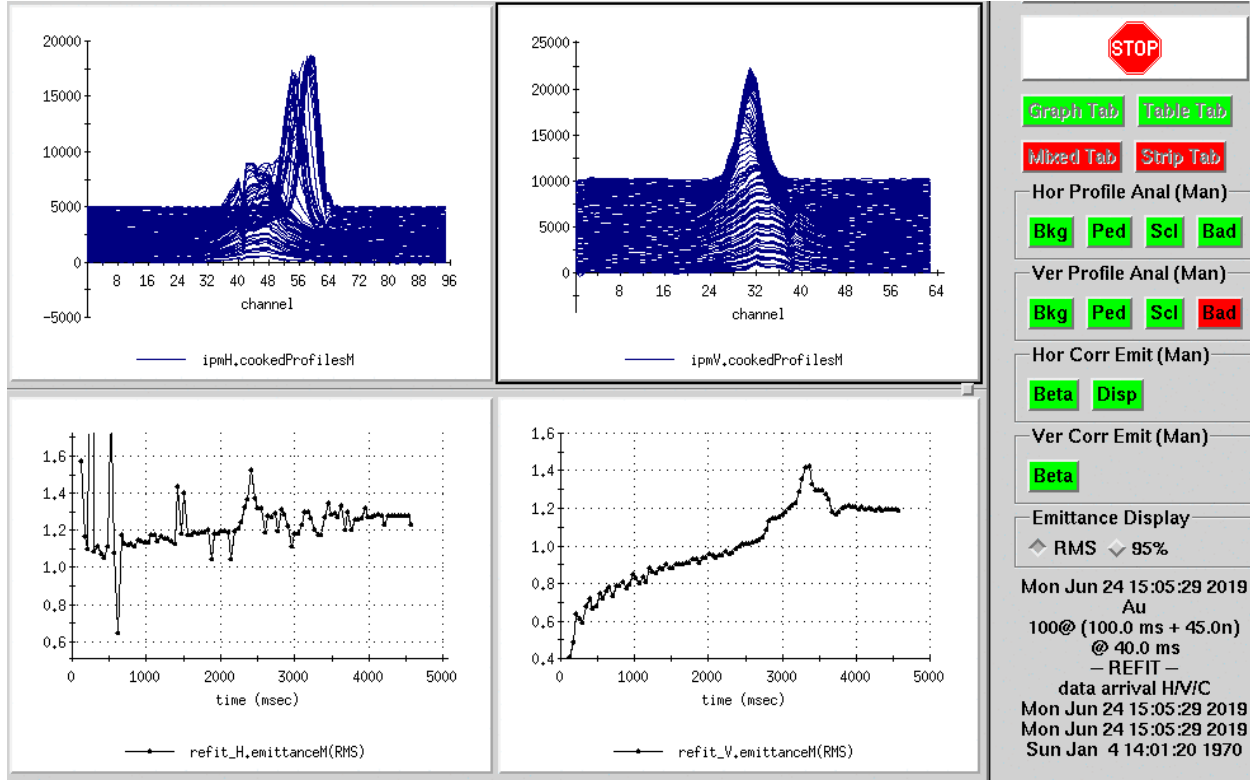 20000
15000
10000
5000
0
-5000
8 16 24 32 40 48 56 64 72 80 88 96
channel
ipmH.cookedProfilesM
25000
20000
15000
10000
5000
0
8 16 24 32 40 48 56 64
channel
ipmV.cookedProfilesM
1.6
1.4
1.2
1.0
0.8
0.6
0 1000 2000 3000 4000 5000
time (msec)
refit_H.emittanceM(RMS)
1.6
1.4
1.2
1.0
0.8
0.6
0.4
0 1000 2000 3000 4000 5000
time (msec)
refit_V.emittanceM(RMS)
STOP
Graph Tab Table Tab
Mixed Tab Strip Tab
Hor Profile Anal (Man)
Bkg Ped Scl Bad
Ver Profile Anal (Man)
Bkg Ped Scl Bad
Hor Corr Emit (Man)
Beta Disp
Ver Corr Emit (Man)
Beta
Emittance Display
RMS 95%
Mon Jun 24 15:05:29 2019
Au
100@ (100.0 ms + 45.0n)
@ 40.0 ms
– REFIT –
data arrival H/V/C
Mon Jun 24 15:05:29 2019
Mon Jun 24 15:05:29 2019
Sun Jan 4 14:01:20 1970